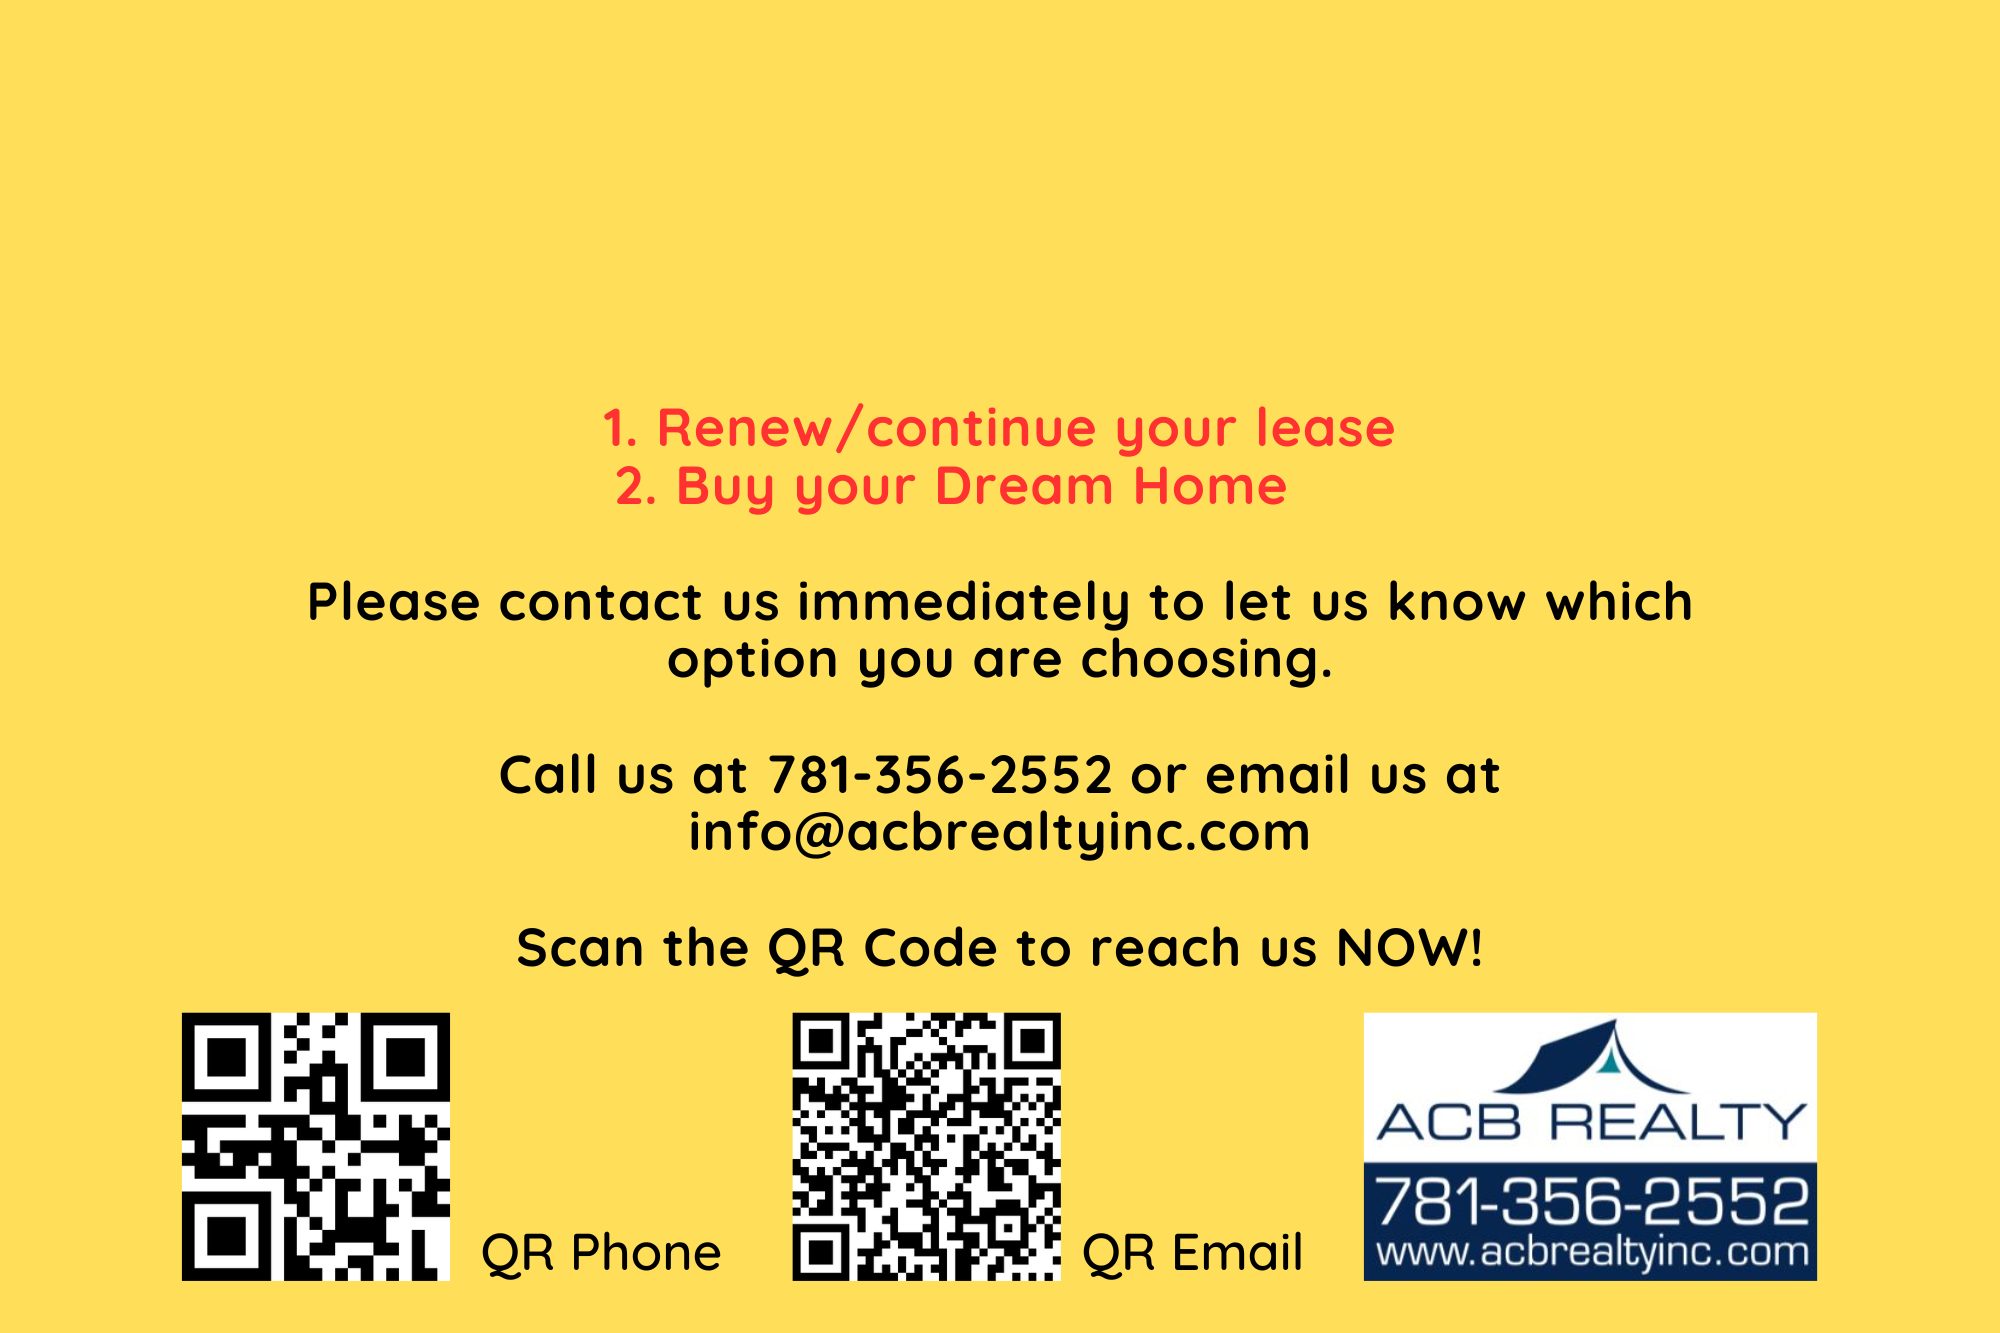 1. Renew/continue your lease
2. Buy your Dream Home
Please contact us immediately to let us know which
option you are choosing.
Call us at 781-356-2552 or email us at
info@acbrealtyinc.com
Scan the QR Code to reach us NOW!
QR Phone
QR Email
ACB REALTY
781-356-2552
www.acbrealtyinc.com